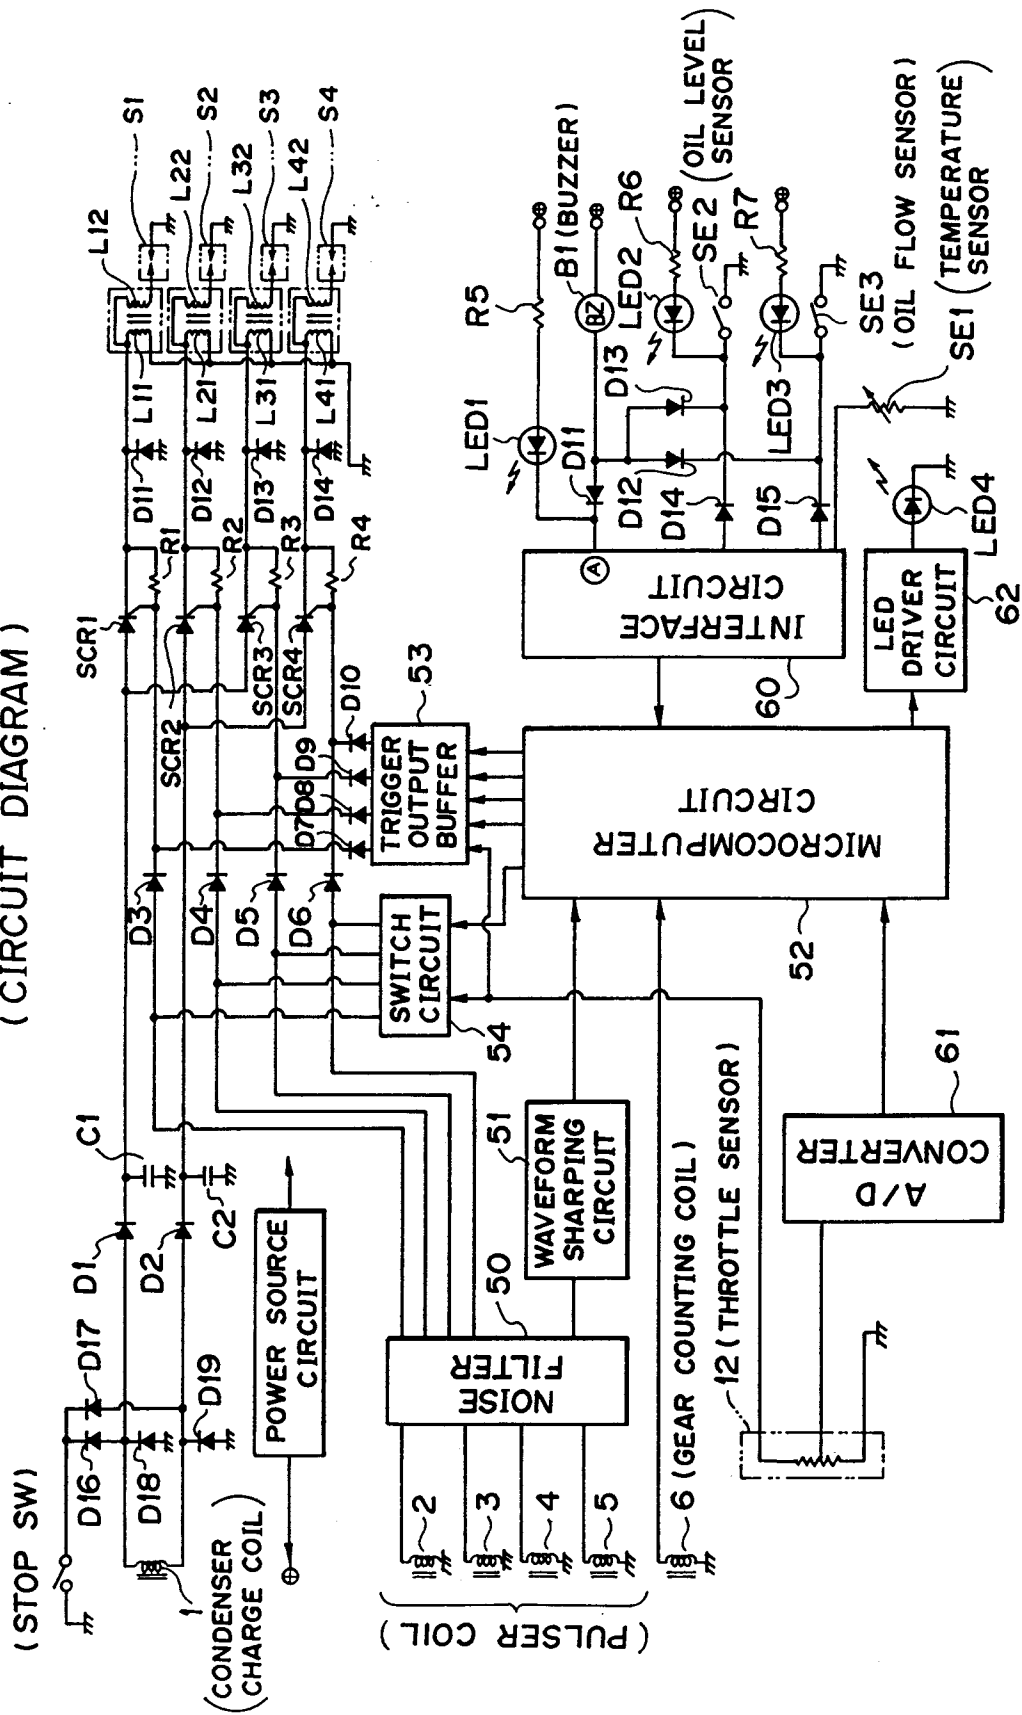 (CIRCUIT DIAGRAM)
(STOP SW)
D16
D17
D18
D19
1
(CONDENSER
CHARGE COIL)
D1
D2
C1
C2
POWER SOURCE
CIRCUIT
D3
D4
D5
D6
SCR1
SCR2
SCR3
SCR4
R1
R2
R3
R4
D11
D12
D13
D14
L11
L21
L31
L41
L12
L22
L32
L42
S1
S2
S3
S4
D7
D8
D9
D10
TRIGGER
OUTPUT
BUFFER
53
SWITCH
CIRCUIT
54
(PULSER COIL)
2
3
4
5
NOISE
FILTER
50
WAVEFORM
SHARPING
CIRCUIT
51
6 (GEAR COUNTING COIL)
12 (THROTTLE SENSOR)
A/D
CONVERTER
61
MICROCOMPUTER
CIRCUIT
52
INTERFACE
CIRCUIT
60
A
LED
DRIVER
CIRCUIT
62
LED4
LED1
R5
D11
B1 (BUZZER)
BZ
D12
D13
D14
D15
LED2
R6
SE2
(OIL LEVEL
SENSOR)
LED3
R7
SE3
(OIL FLOW SENSOR)
SE1 (TEMPERATURE
SENSOR)